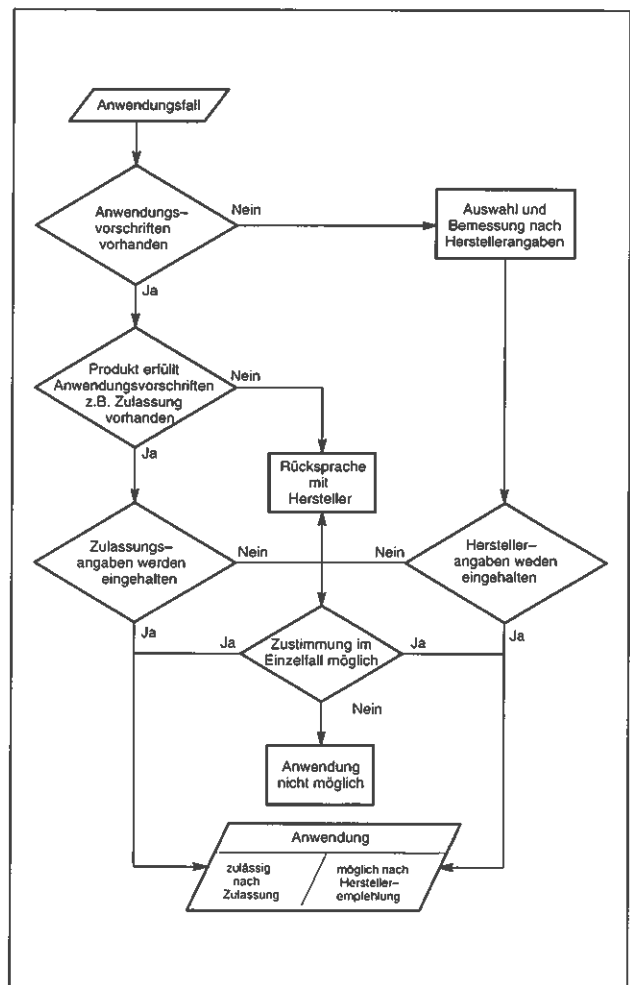 Anwendungsfall
Anwendungs-
vorschriften
vorhanden
Nein
Auswahl und
Bemessung nach
Herstellerangaben
Ja
Produkt erfüllt
Anwendungsvorschriften
z.B. Zulassung
vorhanden
Nein
Ja
Rücksprache
mit
Hersteller
Zulassungs-
angaben werden
eingehalten
Nein
Nein
Hersteller-
angaben weden
eingehalten
Ja
Ja
Zustimmung im
Einzelfall möglich
Ja
Ja
Nein
Anwendung
nicht möglich
Anwendung
zulässig
nach
Zulassung
möglich nach
Hersteller-
empfehlung